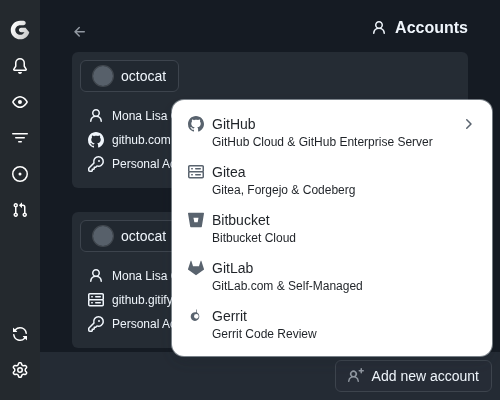 Accounts
octocat
Mona Lisa
github.com
Personal
GitHub
GitHub Cloud & GitHub Enterprise Server
Gitea
Gitea, Forgejo & Codeberg
Bitbucket
Bitbucket Cloud
GitLab
GitLab.com & Self-Managed
Gerrit
Gerrit Code Review
octocat
Mona Lisa
github.gitify
Personal
Add new account